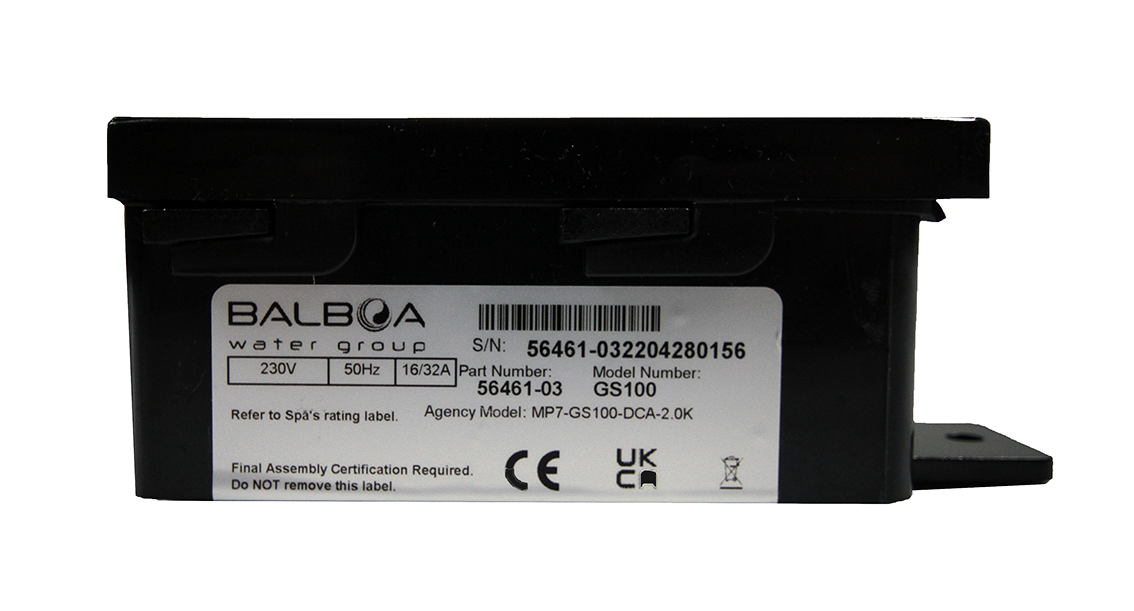 BALBOA
water group
S/N: 56461-032204280156
230V 50Hz 16/32A
Part Number: Model Number:
56461-03 GS100
Refer to Spa's rating label.
Agency Model: MP7-GS100-DCA-2.0K
Final Assembly Certification Required.
Do NOT remove this label.
CE
UK
CA